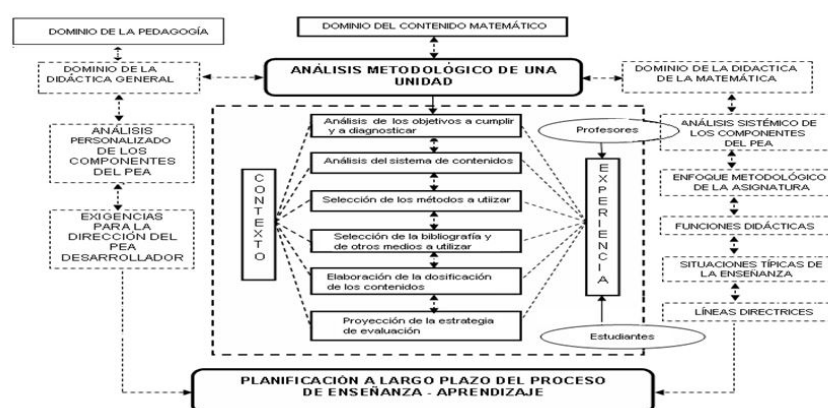 DOMINIO DE LA PEDAGOGÍA
DOMINIO DEL CONTENIDO MATEMÁTICO
DOMINIO DE LA
DIDÁCTICA GENERAL
ANÁLISIS METODOLÓGICO DE UNA
UNIDAD
DOMINIO DE LA DIDACTICA
DE LA MATEMÁTICA
ANÁLISIS
PERSONALIZADO
DE LOS
COMPONENTES
DEL PEA
EXIGENCIAS
PARA LA
DIRECCIÓN DEL
PEA
DESARROLLADOR
CONTEXTO
Análisis de los objetivos a cumplir
y a diagnosticar
Análisis del sistema de contenidos
Selección de los métodos a utiizar
Selección de la bibliografía y
de otros medios a utilizar
Elaboración de la dosificación
de los contenidos
Proyección de la estrategia
de evaluación
Profesores
EXPERIENCIA
Estudiantes
ANÁLISIS SISTÉMICO DE
LOS COMPONENTES
DEL PEA
ENFOQUE METODOLÓGICO
DE LA ASIGNATURA
FUNCIONES DIDÁCTICAS
SITUACIONES TÍPICAS DE
LA ENSEÑANZA
LÍNEAS DIRECTRICES
PLANIFICACIÓN A LARGO PLAZO DEL PROCESO
DE ENSEÑANZA - APRENDIZAJE